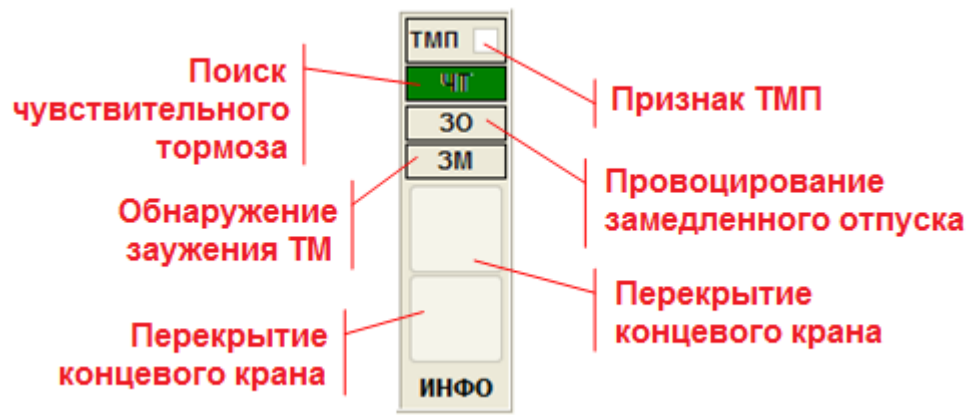 ТМП
ЧТ
ЗО
ЗМ
ИНФО
Поиск
чувствительного
тормоза
Обнаружение
заужения ТМ
Перекрытие
концевого крана
Признак ТМП
Провоцирование
замедленного отпуска
Перекрытие
концевого крана